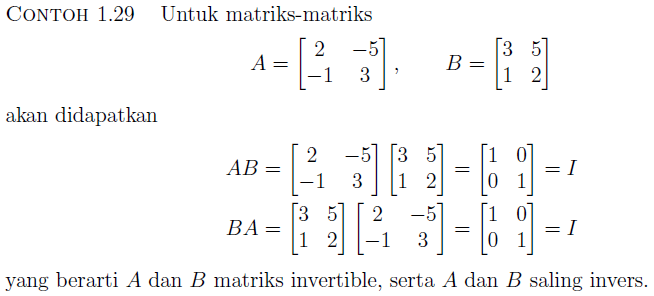 CONTOH 1.29 Untuk matriks-matriks
A = [2 −5; −1 3], B = [3 5; 1 2]
akan didapatkan
AB = [2 −5; −1 3] [3 5; 1 2] = [1 0; 0 1] = I
BA = [3 5; 1 2] [2 −5; −1 3] = [1 0; 0 1] = I
yang berarti A dan B matriks invertible, serta A dan B saling invers.